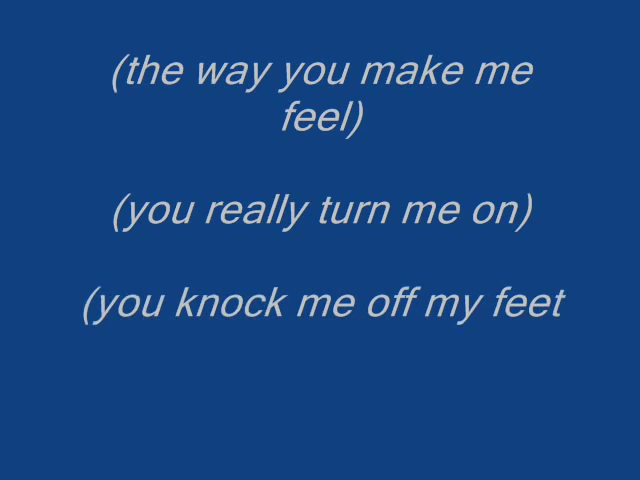 (the way you make me
feel)
(you really turn me on)
(you knock me off my feet